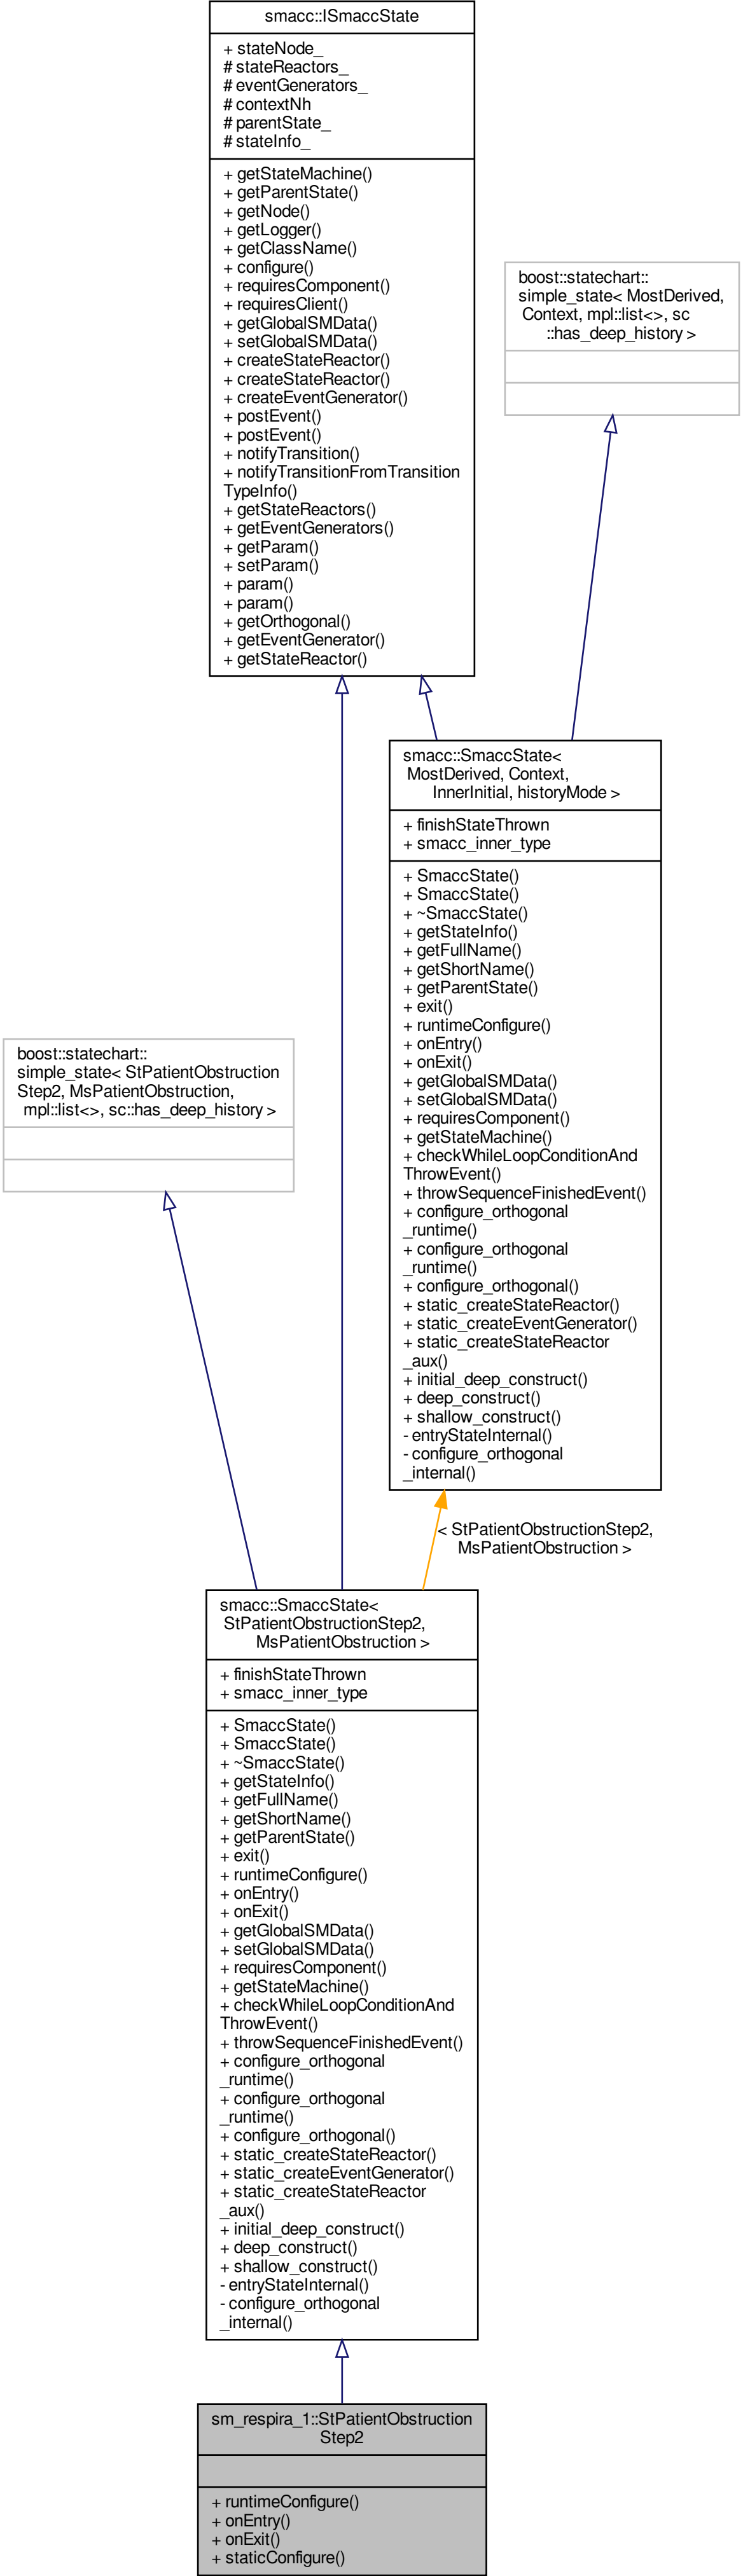 smacc::ISmaccState
+ stateNode_
# stateReactors_
# eventGenerators_
# contextNh
# parentState_
# stateInfo_
+ getStateMachine()
+ getParentState()
+ getNode()
+ getLogger()
+ getClassName()
+ configure()
+ requiresComponent()
+ requiresClient()
+ getGlobalSMData()
+ setGlobalSMData()
+ createStateReactor()
+ createStateReactor()
+ createEventGenerator()
+ postEvent()
+ postEvent()
+ notifyTransition()
+ notifyTransitionFromTransition
TypeInfo()
+ getStateReactors()
+ getEventGenerators()
+ getParam()
+ setParam()
+ param()
+ param()
+ getOrthogonal()
+ getEventGenerator()
+ getStateReactor()
boost::statechart::
simple_state< MostDerived,
Context, mpl::list<>, sc
::has_deep_history >
smacc::SmaccState<
MostDerived, Context,
InnerInitial, historyMode >
+ finishStateThrown
+ smacc_inner_type
+ SmaccState()
+ SmaccState()
+ ~SmaccState()
+ getStateInfo()
+ getFullName()
+ getShortName()
+ getParentState()
+ exit()
+ runtimeConfigure()
+ onEntry()
+ onExit()
+ getGlobalSMData()
+ setGlobalSMData()
+ requiresComponent()
+ getStateMachine()
+ checkWhileLoopConditionAnd
ThrowEvent()
+ throwSequenceFinishedEvent()
+ configure_orthogonal
_runtime()
+ configure_orthogonal
_runtime()
+ configure_orthogonal()
+ static_createStateReactor()
+ static_createEventGenerator()
+ static_createStateReactor
_aux()
+ initial_deep_construct()
+ deep_construct()
+ shallow_construct()
- entryStateInternal()
- configure_orthogonal
_internal()
boost::statechart::
simple_state< StPatientObstruction
Step2, MsPatientObstruction,
mpl::list<>, sc::has_deep_history >
< StPatientObstructionStep2,
MsPatientObstruction >
smacc::SmaccState<
StPatientObstructionStep2,
MsPatientObstruction >
+ finishStateThrown
+ smacc_inner_type
+ SmaccState()
+ SmaccState()
+ ~SmaccState()
+ getStateInfo()
+ getFullName()
+ getShortName()
+ getParentState()
+ exit()
+ runtimeConfigure()
+ onEntry()
+ onExit()
+ getGlobalSMData()
+ setGlobalSMData()
+ requiresComponent()
+ getStateMachine()
+ checkWhileLoopConditionAnd
ThrowEvent()
+ throwSequenceFinishedEvent()
+ configure_orthogonal
_runtime()
+ configure_orthogonal
_runtime()
+ configure_orthogonal()
+ static_createStateReactor()
+ static_createEventGenerator()
+ static_createStateReactor
_aux()
+ initial_deep_construct()
+ deep_construct()
+ shallow_construct()
- entryStateInternal()
- configure_orthogonal
_internal()
sm_respira_1::StPatientObstruction
Step2
+ runtimeConfigure()
+ onEntry()
+ onExit()
+ staticConfigure()